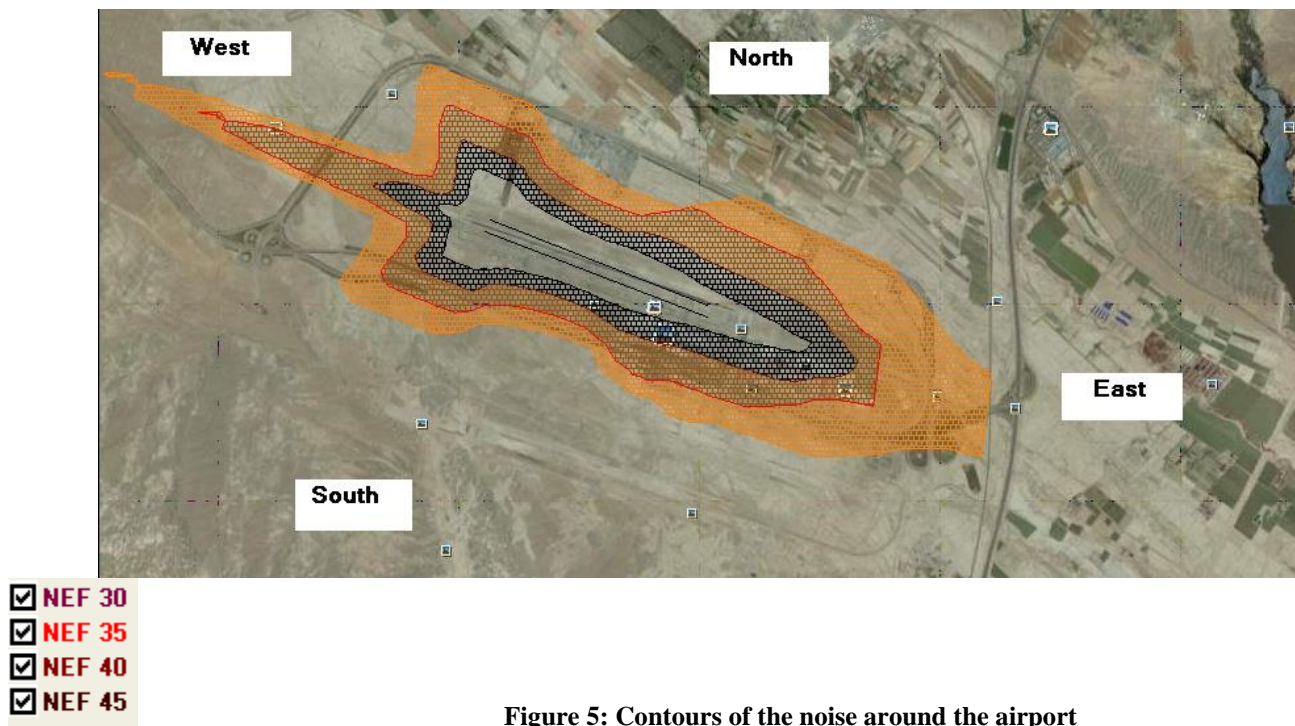 West
North
East
South
NEF 30
NEF 35
NEF 40
NEF 45
Figure 5: Contours of the noise around the airport